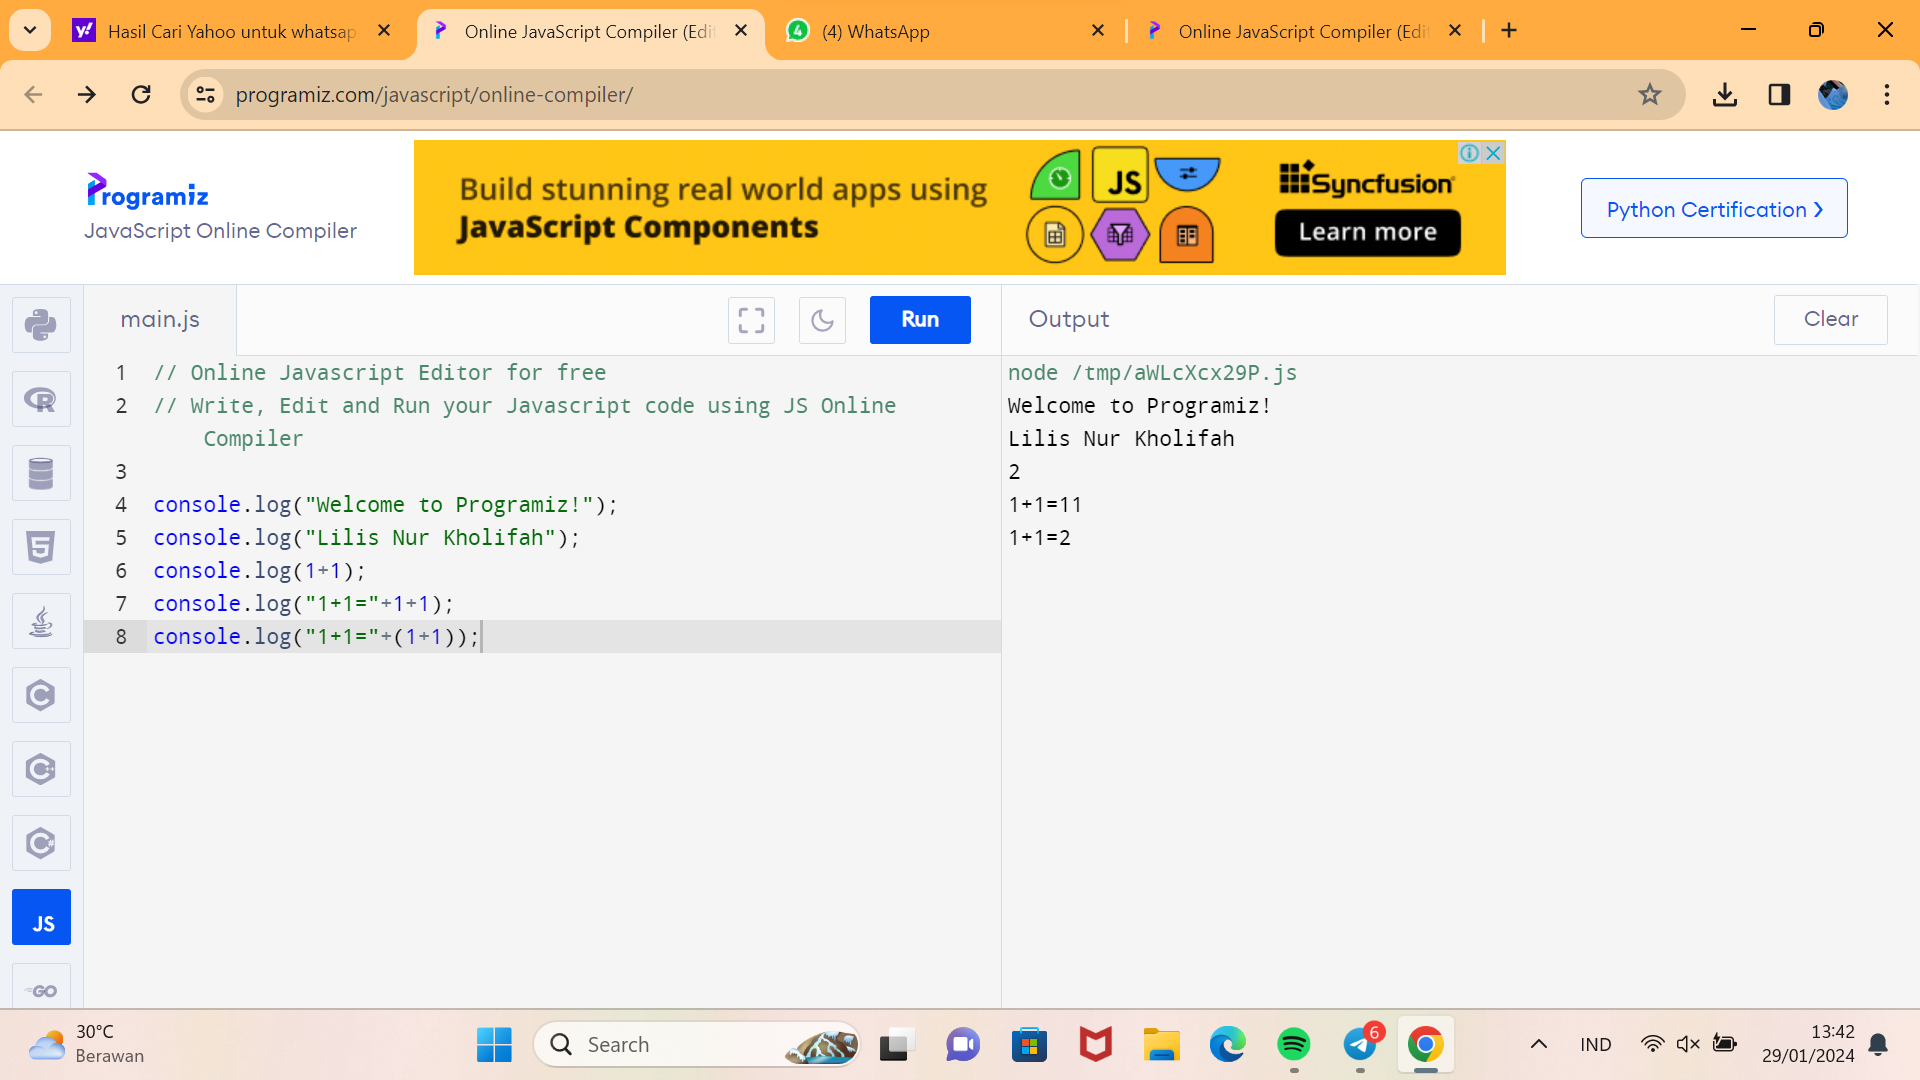 Hasil Cari Yahoo untuk whatsap
Online JavaScript Compiler (Edit
4 (4) WhatsApp
Online JavaScript Compiler (Edit
programiz.com/javascript/online-compiler/
Programiz
JavaScript Online Compiler
Build stunning real world apps using
JavaScript Components
JS
Syncfusion
Learn more
Python Certification ›
main.js
Run
Output
Clear
1 // Online Javascript Editor for free
2 // Write, Edit and Run your Javascript code using JS Online
Compiler
3
4 console.log("Welcome to Programiz!");
5 console.log("Lilis Nur Kholifah");
6 console.log(1+1);
7 console.log("1+1="+1+1);
8 console.log("1+1="+(1+1));
node /tmp/aWLcXcx29P.js
Welcome to Programiz!
Lilis Nur Kholifah
2
1+1=11
1+1=2
R
5
C
C++
C#
JS
GO
30°C
Berawan
Search
6
IND
13:42
29/01/2024